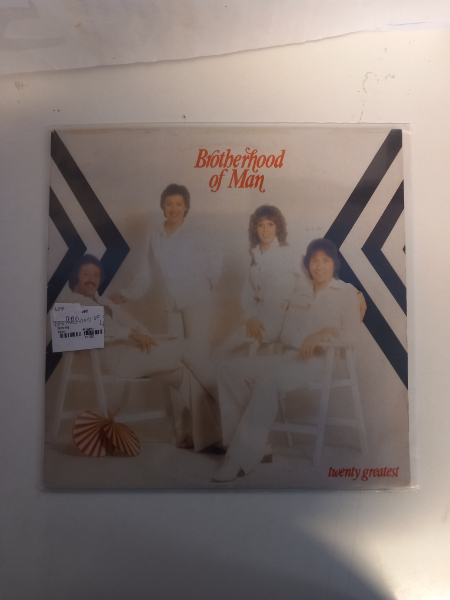 Brotherhood
of Man
twenty greatest